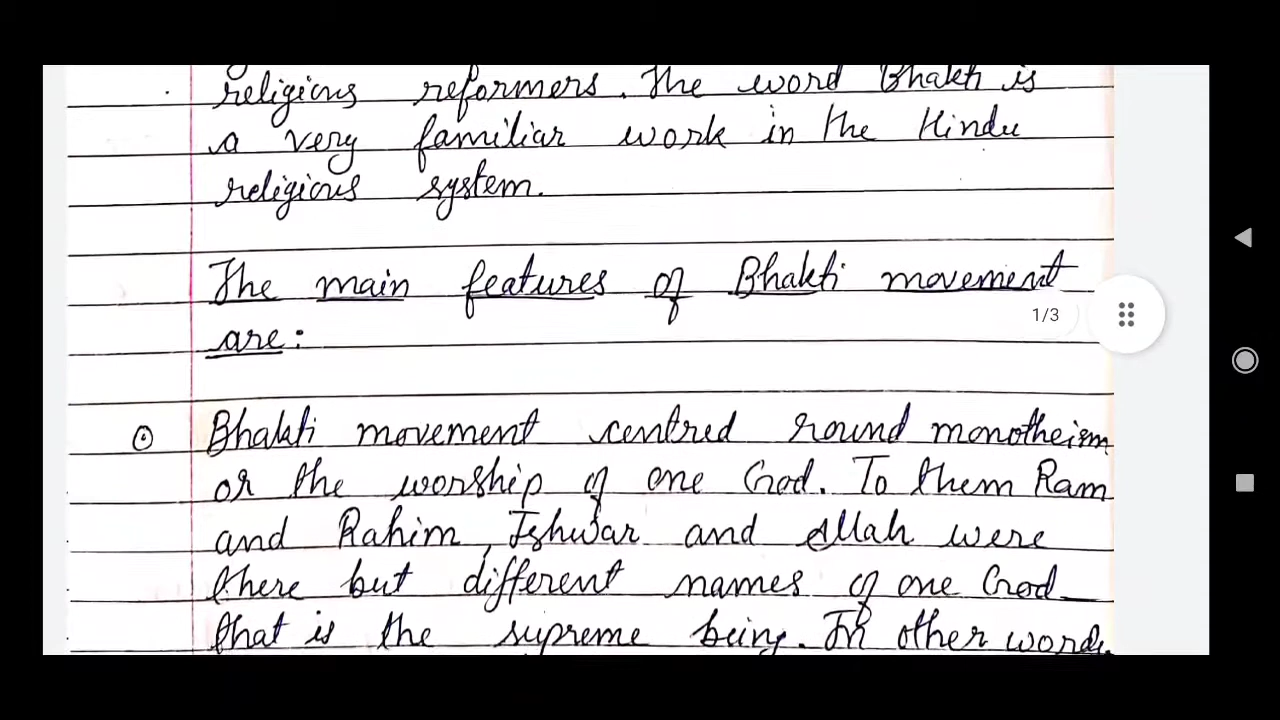 religious reformers. The word Bhakti is
a very familiar work in the Hindu
religious system.
The main features of Bhakti movement
are:
1/3
Bhakti movement centred round monotheism
or the worship of one God. To them Ram
and Rahim, Ishwar and Allah were
there but different names of one God
that is the supreme being. In other words,